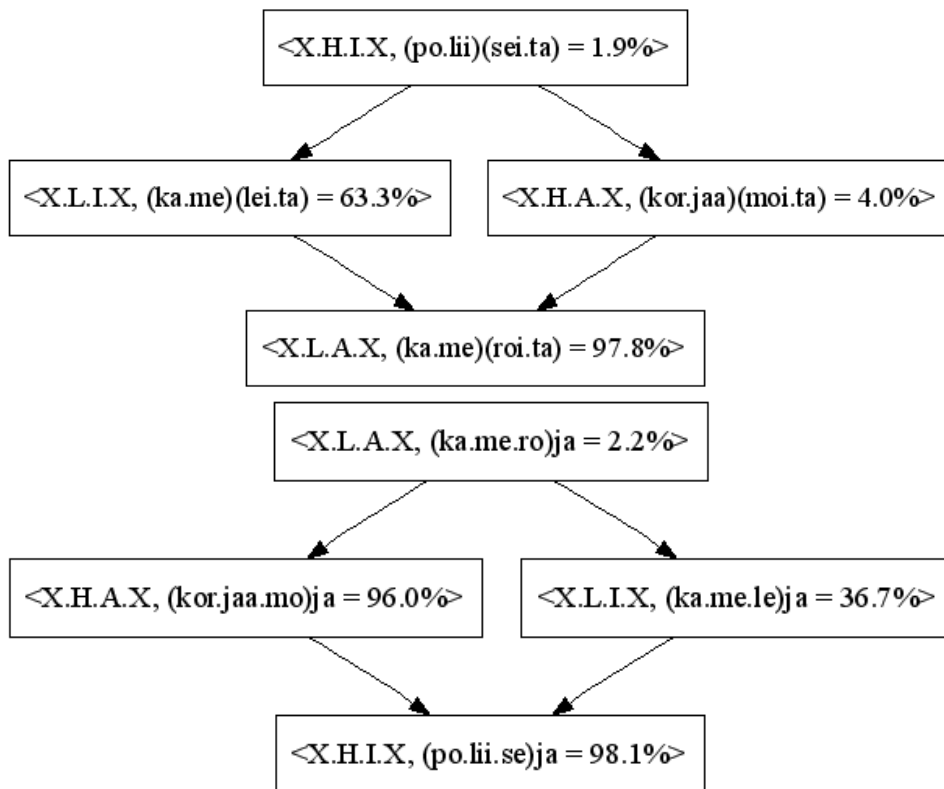 <X.H.I.X, (po.lii)(sei.ta) = 1.9%>
<X.L.I.X, (ka.me)(lei.ta) = 63.3%>
<X.H.A.X, (kor.jaa)(moi.ta) = 4.0%>
<X.L.A.X, (ka.me)(roi.ta) = 97.8%>
<X.L.A.X, (ka.me.ro)ja = 2.2%>
<X.H.A.X, (kor.jaa.mo)ja = 96.0%>
<X.L.I.X, (ka.me.le)ja = 36.7%>
<X.H.I.X, (po.lii.se)ja = 98.1%>